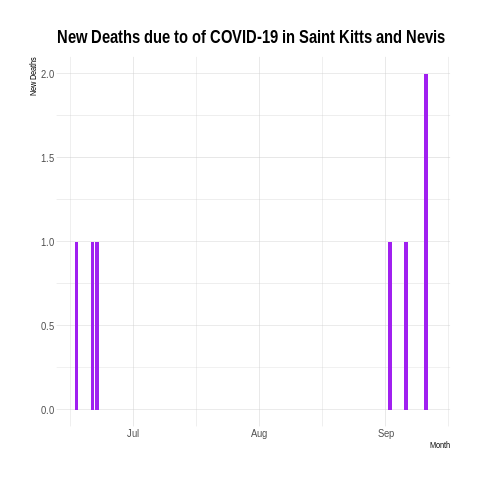 New Deaths due to of COVID-19 in Saint Kitts and Nevis
New Deaths
2.0
1.5
1.0
0.5
0.0
Jul Aug Sep
Month